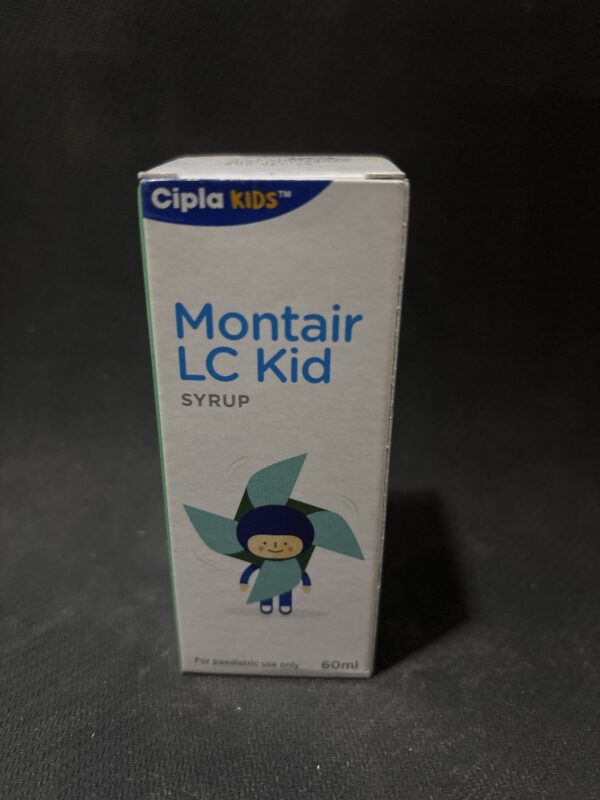 Cipla KIDS™
Montair
LC Kid
SYRUP
For paediatric use only 60ml